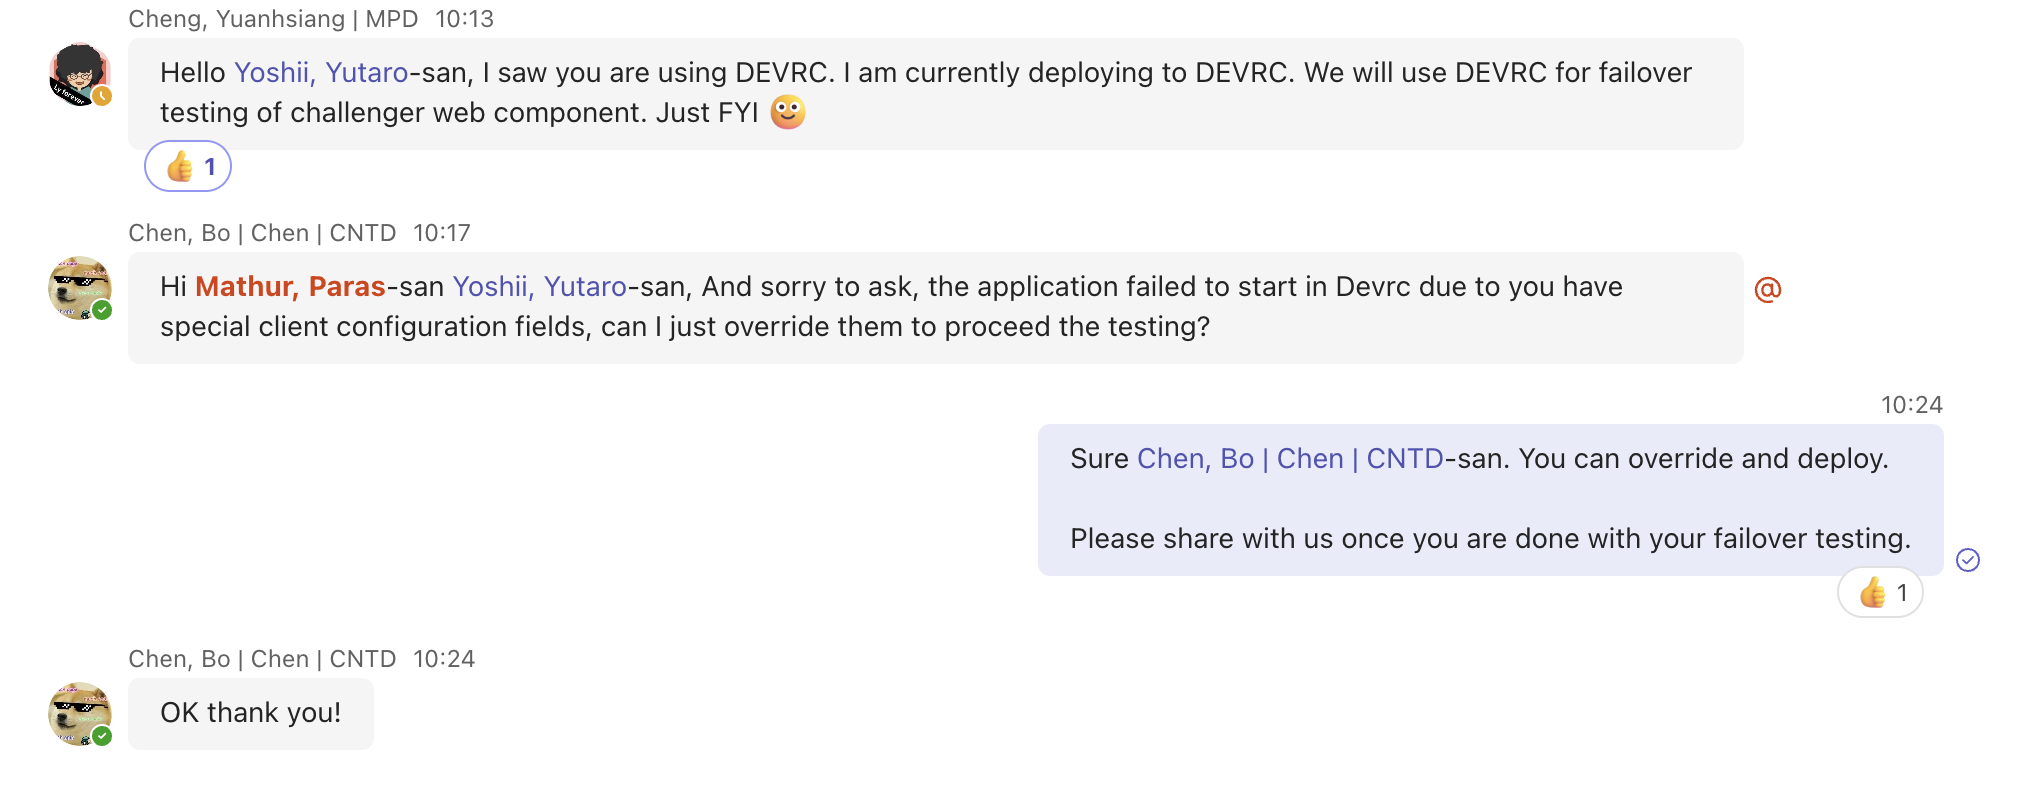 Cheng, Yuanhsiang | MPD 10:13
Hello Yoshii, Yutaro-san, I saw you are using DEVRC. I am currently deploying to DEVRC. We will use DEVRC for failover
testing of challenger web component. Just FYI
1
Chen, Bo | Chen | CNTD 10:17
Hi Mathur, Paras-san Yoshii, Yutaro-san, And sorry to ask, the application failed to start in Devrc due to you have
special client configuration fields, can I just override them to proceed the testing?
@
10:24
Sure Chen, Bo | Chen | CNTD-san. You can override and deploy.
Please share with us once you are done with your failover testing.
1
Chen, Bo | Chen | CNTD 10:24
OK thank you!